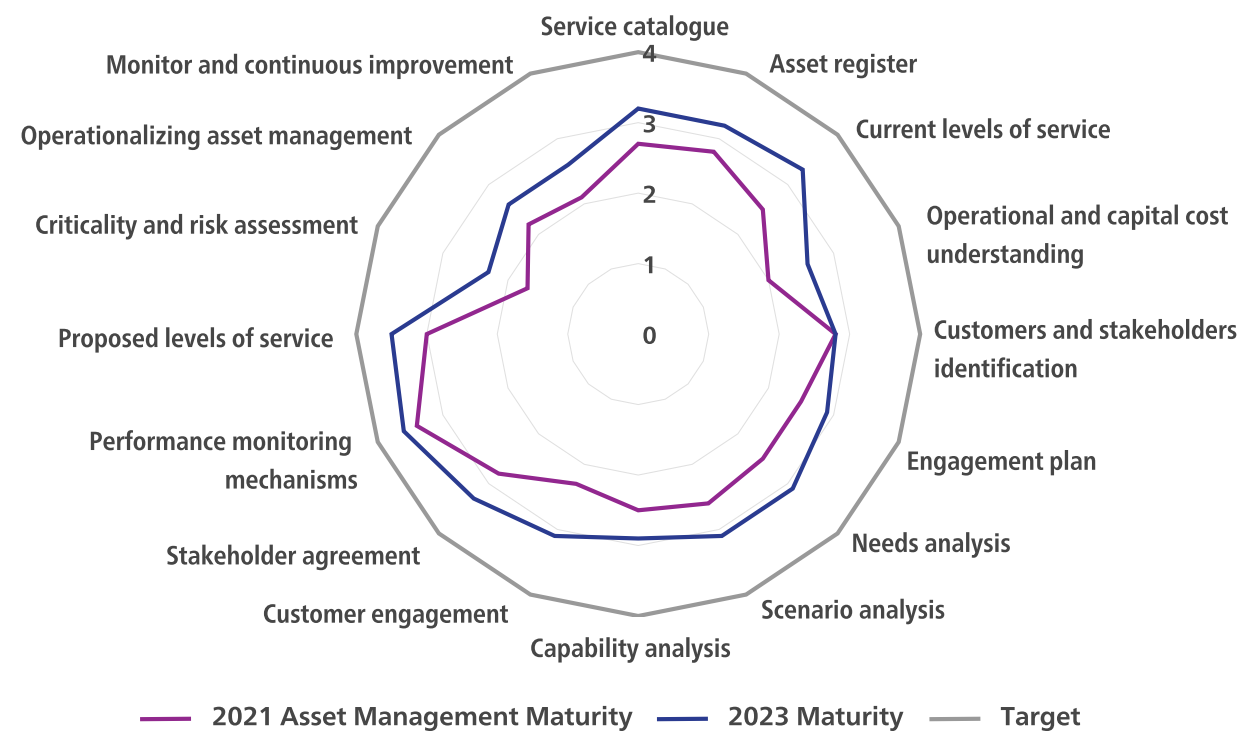 Service catalogue
Monitor and continuous improvement
Asset register
Operationalizing asset management
Current levels of service
Criticality and risk assessment
Operational and capital cost
understanding
Proposed levels of service
Customers and stakeholders
identification
Performance monitoring
mechanisms
Engagement plan
Stakeholder agreement
Needs analysis
Customer engagement
Scenario analysis
Capability analysis
4
3
2
1
0
2021 Asset Management Maturity
2023 Maturity
Target